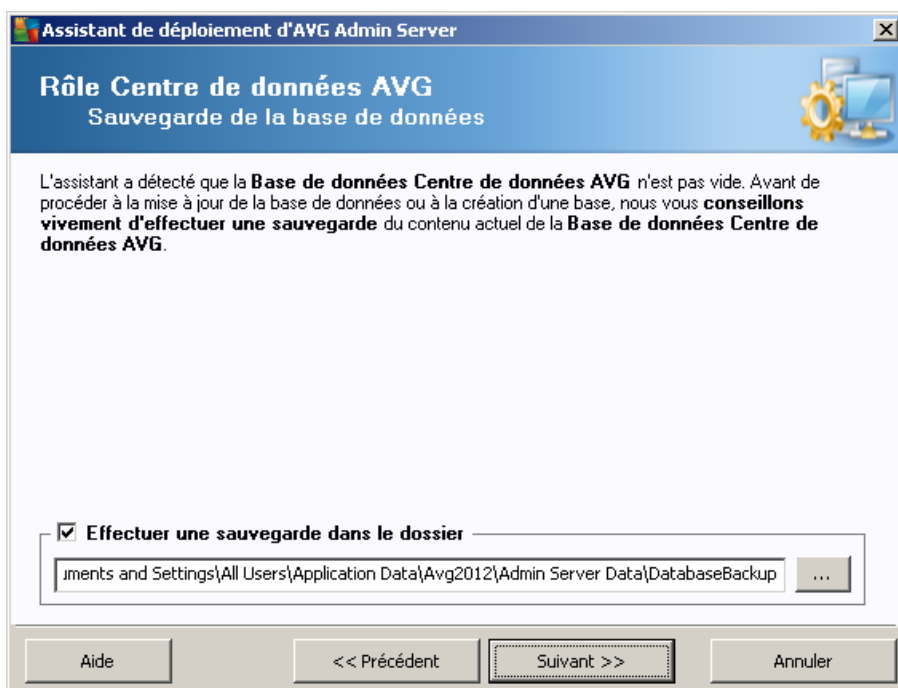 Assistant de déploiement d'AVG Admin Server
Rôle Centre de données AVG
Sauvegarde de la base de données
L'assistant a détecté que la Base de données Centre de données AVG n'est pas vide. Avant de
procéder à la mise à jour de la base de données ou à la création d'une base, nous vous conseillons
vivement d'effectuer une sauvegarde du contenu actuel de la Base de données Centre de
données AVG.
Effectuer une sauvegarde dans le dossier
uments and Settings\All Users\Application Data\Avg2012\Admin Server Data\DatabaseBackup
...
Aide
<< Précédent
Suivant >>
Annuler